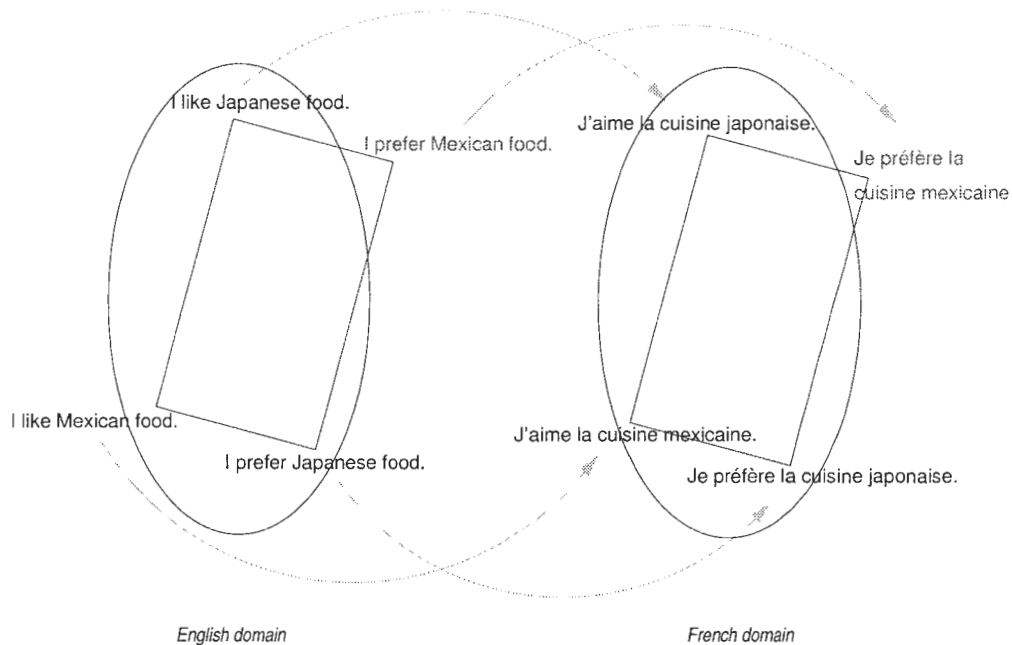 I like Japanese food.
I prefer Mexican food.
J'aime la cuisine japonaise.
Je préfère la
cuisine mexicaine
I like Mexican food.
I prefer Japanese food.
J'aime la cuisine mexicaine.
Je préfère la cuisine japonaise.
English domain
French domain